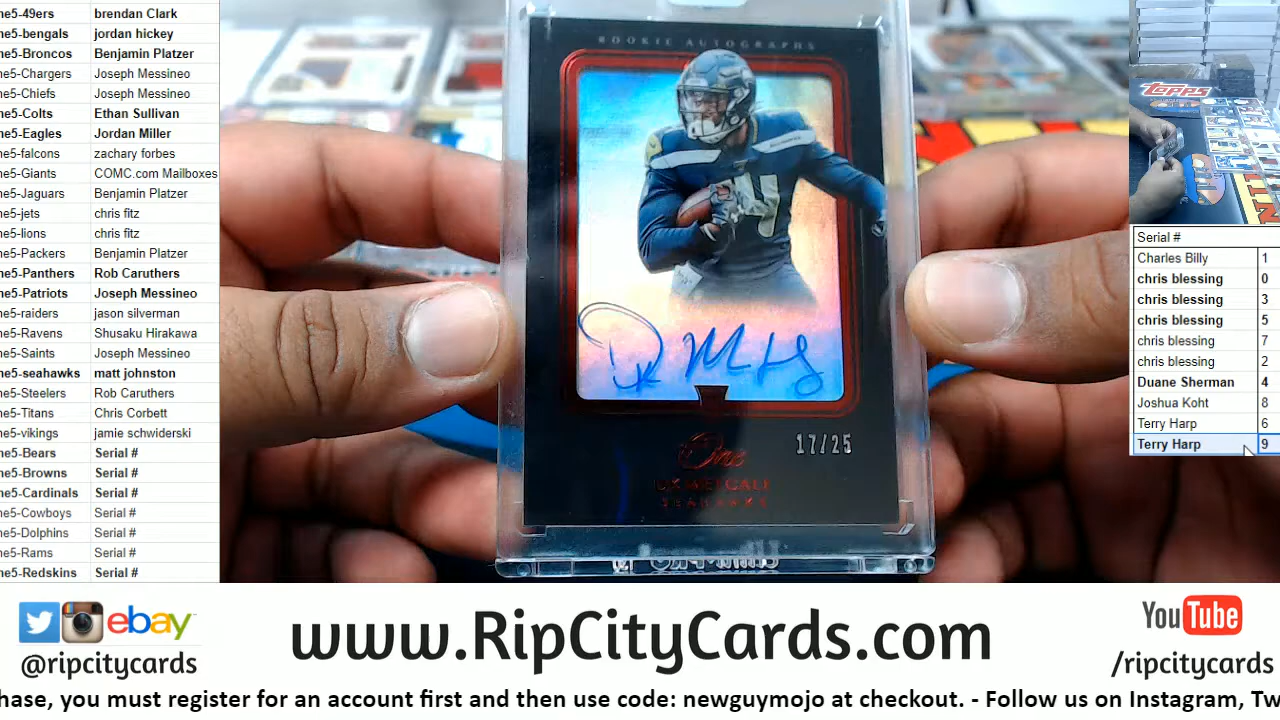 ne5-49ers brendan Clark
ne5-bengals jordan hickey
ne5-Broncos Benjamin Platzer
ne5-Chargers Joseph Messineo
ne5-Chiefs Joseph Messineo
ne5-Colts Ethan Sullivan
ne5-Eagles Jordan Miller
ne5-falcons zachary forbes
ne5-Giants COMC.com Mailboxes
ne5-Jaguars Benjamin Platzer
ne5-jets chris fitz
ne5-lions chris fitz
ne5-Packers Benjamin Platzer
ne5-Panthers Rob Caruthers
ne5-Patriots Joseph Messineo
ne5-raiders jason silverman
ne5-Ravens Shusaku Hirakawa
ne5-Saints Joseph Messineo
ne5-seahawks matt johnston
ne5-Steelers Rob Caruthers
ne5-Titans Chris Corbett
ne5-vikings jamie schwiderski
ne5-Bears Serial #
ne5-Browns Serial #
ne5-Cardinals Serial #
ne5-Cowboys Serial #
ne5-Dolphins Serial #
ne5-Rams Serial #
ne5-Redskins Serial #
ROOKIE AUTOGRAPHS
14
One
17/25
DK METCALF
SEAHAWKS
Topps
Serial #
Charles Billy 1
chris blessing 0
chris blessing 3
chris blessing 5
chris blessing 7
chris blessing 2
Duane Sherman 4
Joshua Koht 8
Terry Harp 6
Terry Harp 9
ebay
@ripcitycards
www.RipCityCards.com
YouTube
/ripcitycards
hase, you must register for an account first and then use code: newguymojo at checkout. - Follow us on Instagram, Tw